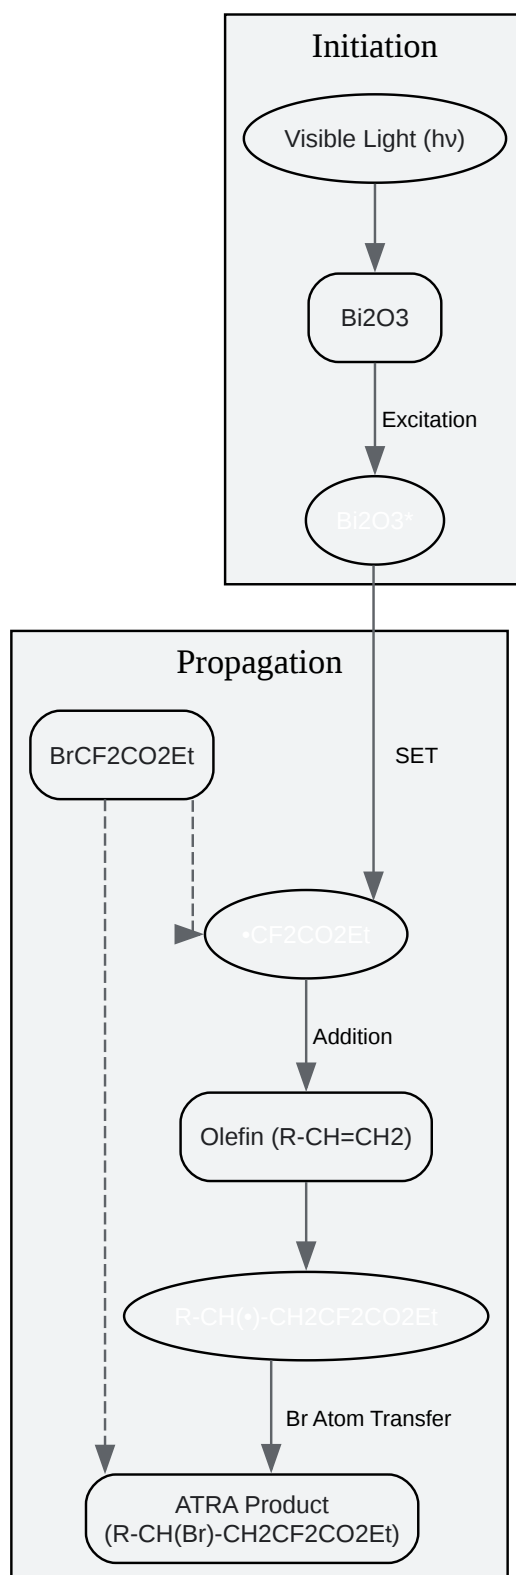 Initiation
Visible Light (hν)
Bi2O3
Excitation
Bi2O3*
Propagation
BrCF2CO2Et
SET
•CF2CO2Et
Addition
Olefin (R-CH=CH2)
R-CH(•)-CH2CF2CO2Et
Br Atom Transfer
ATRA Product
(R-CH(Br)-CH2CF2CO2Et)